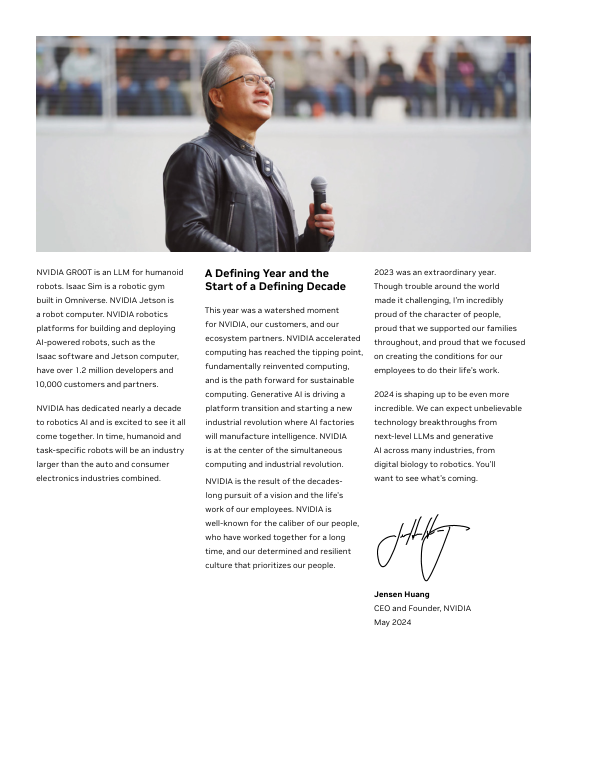 NVIDIA GR00T is an LLM for humanoid
robots. Isaac Sim is a robotic gym
built in Omniverse. NVIDIA Jetson is
a robot computer. NVIDIA robotics
platforms for building and deploying
AI-powered robots, such as the
Isaac software and Jetson computer,
have over 1.2 million developers and
10,000 customers and partners.
NVIDIA has dedicated nearly a decade
to robotics AI and is excited to see it all
come together. In time, humanoid and
task-specific robots will be an industry
larger than the auto and consumer
electronics industries combined.
A Defining Year and the
Start of a Defining Decade
This year was a watershed moment
for NVIDIA, our customers, and our
ecosystem partners. NVIDIA accelerated
computing has reached the tipping point,
fundamentally reinvented computing,
and is the path forward for sustainable
computing. Generative AI is driving a
platform transition and starting a new
industrial revolution where AI factories
will manufacture intelligence. NVIDIA
is at the center of the simultaneous
computing and industrial revolution.
NVIDIA is the result of the decades-
long pursuit of a vision and the life's
work of our employees. NVIDIA is
well-known for the caliber of our people,
who have worked together for a long
time, and our determined and resilient
culture that prioritizes our people.
2023 was an extraordinary year.
Though trouble around the world
made it challenging, I'm incredibly
proud of the character of people,
proud that we supported our families
throughout, and proud that we focused
on creating the conditions for our
employees to do their life's work.
2024 is shaping up to be even more
incredible. We can expect unbelievable
technology breakthroughs from
next-level LLMs and generative
AI across many industries, from
digital biology to robotics. You'll
want to see what's coming.
Jensen Huang
CEO and Founder, NVIDIA
May 2024